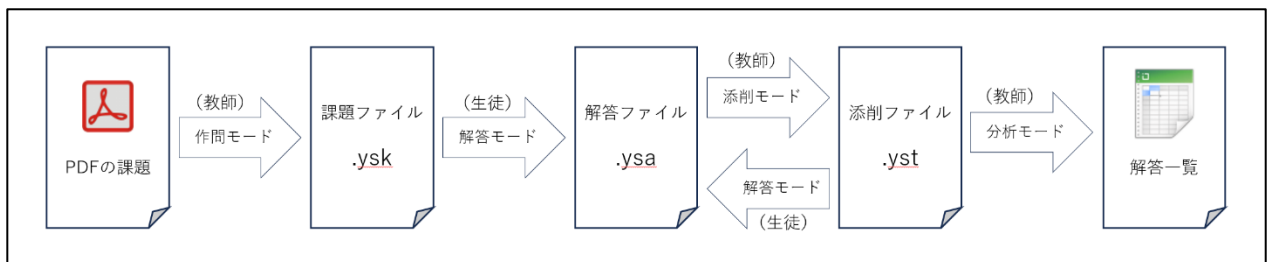 PDFの課題
(教師)
作問モード
課題ファイル
.ysk
(生徒)
解答モード
解答ファイル
.ysa
(教師)
添削モード
解答モード
(生徒)
添削ファイル
.yst
(教師)
分析モード
解答一覧